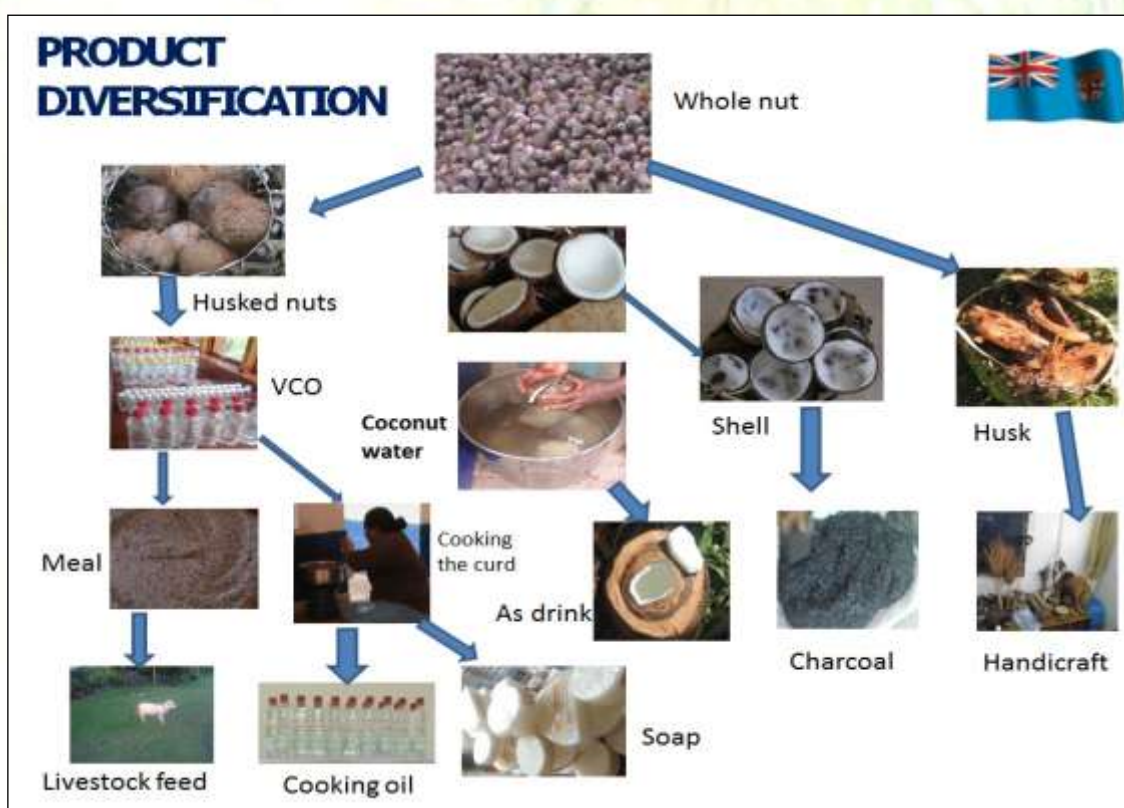 PRODUCT
DIVERSIFICATION
Whole nut
Husked nuts
VCO
Coconut
water
Shell
Husk
Meal
Cooking
the curd
As drink
Charcoal
Handicraft
Livestock feed
Cooking oil
Soap